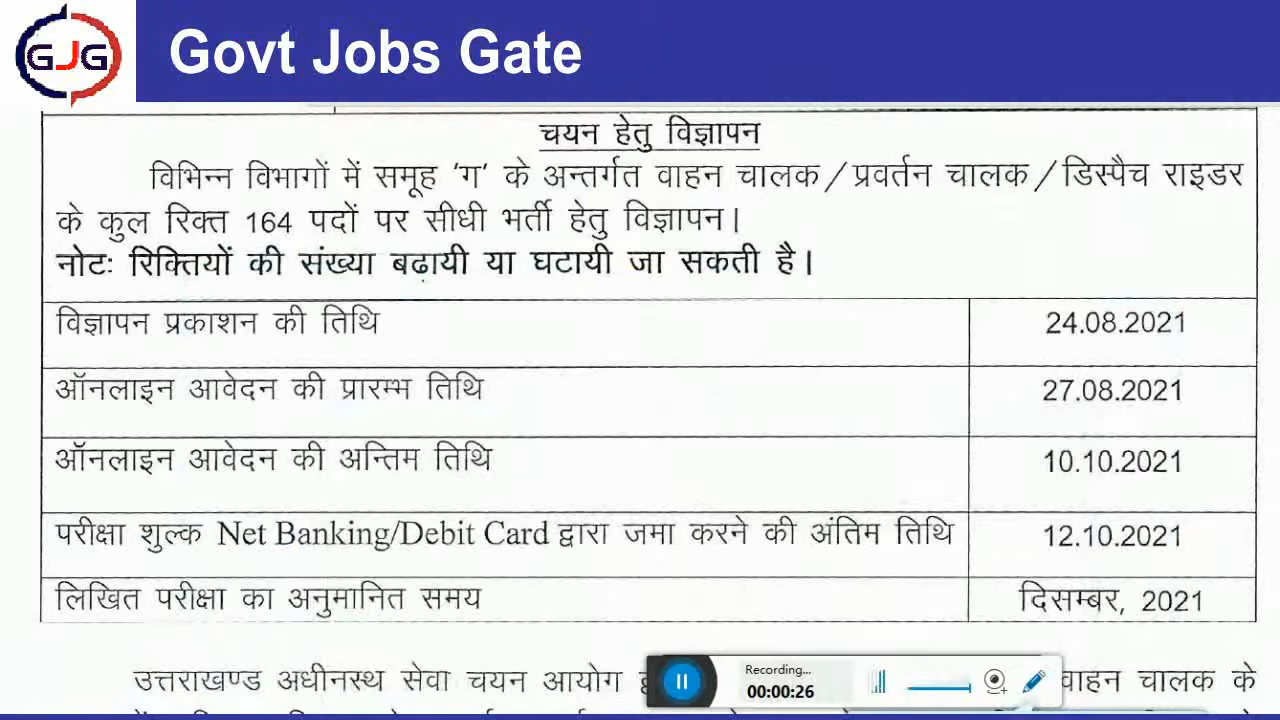 GJG
Govt Jobs Gate
चयन हेतु विज्ञापन
विभिन्न विभागों में समूह 'ग' के अन्तर्गत वाहन चालक/प्रवर्तन चालक/डिस्पैच राइडर
के कुल रिक्त 164 पदों पर सीधी भर्ती हेतु विज्ञापन।
नोटः रिक्तियों की संख्या बढ़ायी या घटायी जा सकती है।
विज्ञापन प्रकाशन की तिथि 24.08.2021
ऑनलाइन आवेदन की प्रारम्भ तिथि 27.08.2021
ऑनलाइन आवेदन की अन्तिम तिथि 10.10.2021
परीक्षा शुल्क Net Banking/Debit Card द्वारा जमा करने की अंतिम तिथि 12.10.2021
लिखित परीक्षा का अनुमानित समय दिसम्बर, 2021
उत्तराखण्ड अधीनस्थ सेवा चयन आयोग वाहन चालक के
Recording...
00:00:26